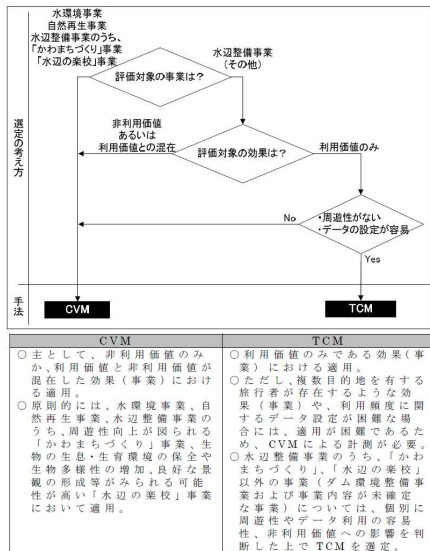 水環境事業
自然再生事業
水辺整備事業のうち、
「かわまちづくり」事業
「水辺の楽校」事業
水辺整備事業
(その他)
評価対象の事業は?
選定の考え方
非利用価値
あるいは
利用価値との混在
評価対象の効果は?
利用価値のみ
No
・周遊性がない
・データの設定が容易
Yes
手法
CVM
TCM
CVM
○主として、非利用価値のみ
か、利用価値と非利用価値が
混在した効果(事業)におけ
る適用。
○原則的には、水環境事業、自
然再生事業、水辺整備事業の
うち、周遊性向上が図られる
「かわまちづくり」事業、生
物の生息・生育環境の保全や
生物多様性の増加、良好な景
観の形成等がみられる可能
性が高い「水辺の楽校」事業
において適用。
TCM
○利用価値のみである効果(事
業)における適用。
○ただし、複数目的地を有する
旅行者が存在するような効
果(事業)や、利用頻度に関
するデータ設定が困難な場
合には、適用が困難であるた
め、CVMによる計測が必要。
○水辺整備事業のうち、「かわ
まちづくり」、「水辺の楽校」
以外の事業(ダム環境整備事
業および事業内容が未確定
な事業)については、個別に
周遊性やデータ利用の容易
性、非利用価値への影響を判
断した上でTCMを選定。